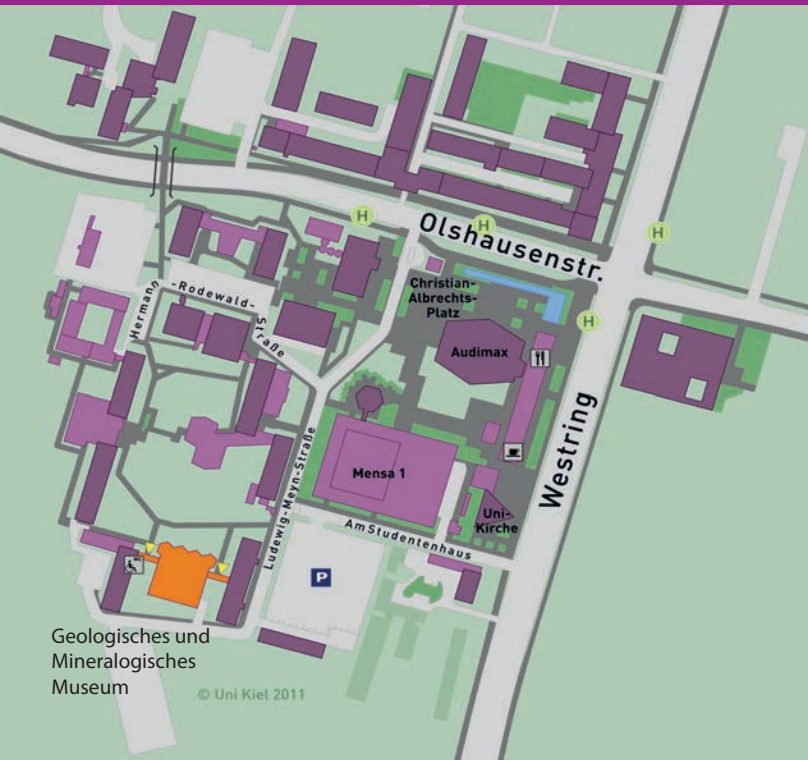 H
H
H
Olshausenstr.
Christian-
Albrechts-
Platz
Hermann
-Rodewald-
Straße
H
Audimax
Westring
Ludewig-Meyn-Straße
Mensa 1
Uni-
Kirche
Am Studentenhaus
P
Geologisches und
Mineralogisches
Museum
© Uni Kiel 2011